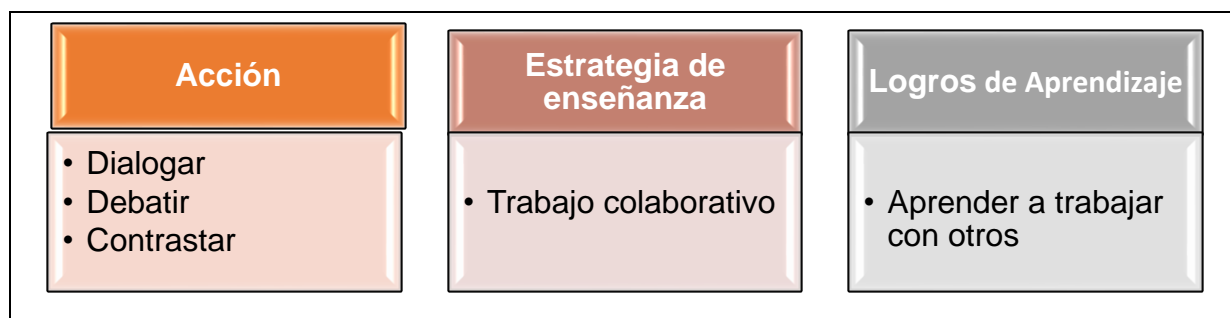 Acción
• Dialogar
• Debatir
• Contrastar
Estrategia de
enseñanza
• Trabajo colaborativo
Logros de Aprendizaje
• Aprender a trabajar
con otros